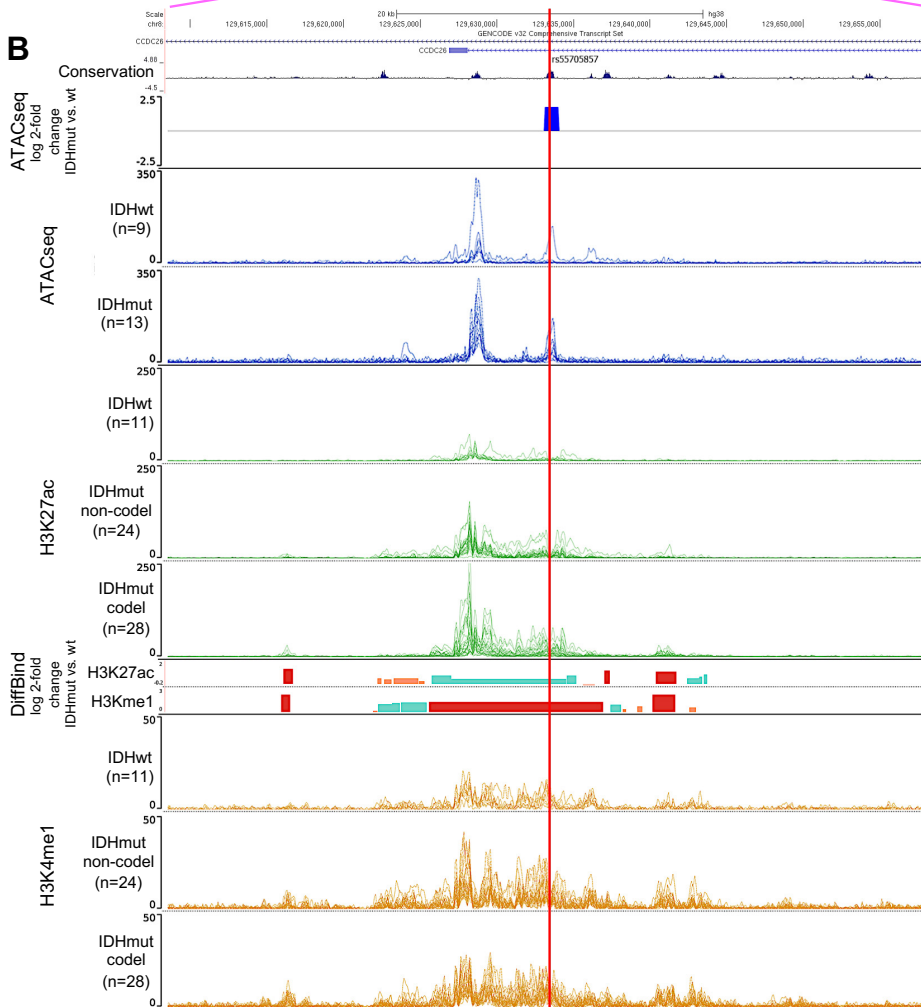 B
Scale
20 kb
hg38
chr8:
129,615,000
129,620,000
129,625,000
129,630,000
129,635,000
129,640,000
129,645,000
129,650,000
129,655,000
GENCODE v32 Comprehensive Transcript Set
CCDC26
CCDC26
rs55705857
4.88
Conservation
-4.5
ATACseq
log 2-fold
change
IDHmut vs. wt
2.5
-2.5
ATACseq
350
IDHwt
(n=9)
0
350
IDHmut
(n=13)
0
H3K27ac
250
IDHwt
(n=11)
0
250
IDHmut
non-codel
(n=24)
0
250
IDHmut
codel
(n=28)
0
DiffBind
log 2-fold
change
IDHmut vs. wt
2
H3K27ac
-0.2
3
H3Kme1
0
H3K4me1
50
IDHwt
(n=11)
0
50
IDHmut
non-codel
(n=24)
0
50
IDHmut
codel
(n=28)
0